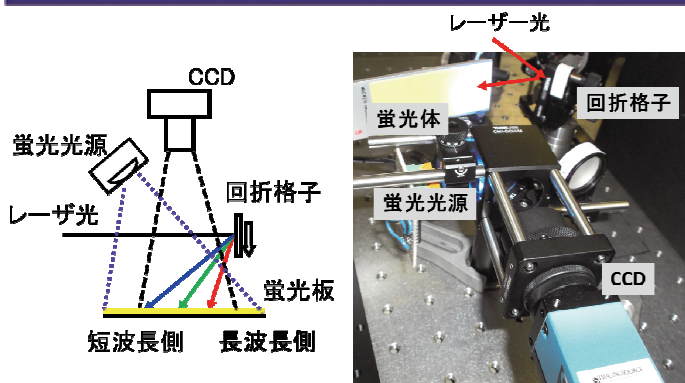 CCD
蛍光光源
回折格子
レーザ光
蛍光板
短波長側
長波長側
レーザー光
回折格子
蛍光体
蛍光光源
CCD